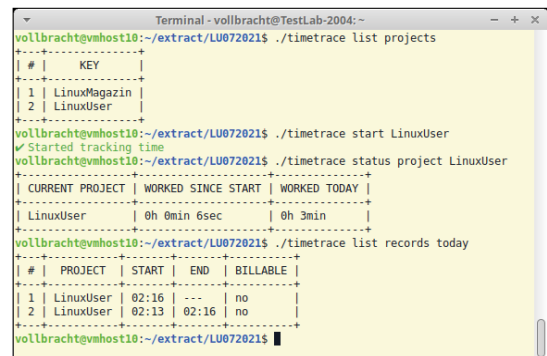 Terminal - vollbracht@TestLab-2004: ~
vollbracht@vmhost10:~/extract/LU072021$ ./timetrace list projects
+---+-------------+
| # |     KEY     |
+---+-------------+
| 1 | LinuxMagazin |
| 2 | LinuxUser    |
+---+-------------+
vollbracht@vmhost10:~/extract/LU072021$ ./timetrace start LinuxUser
✔ Started tracking time
vollbracht@vmhost10:~/extract/LU072021$ ./timetrace status project LinuxUser
+-----------------+--------------------+--------------+
| CURRENT PROJECT | WORKED SINCE START | WORKED TODAY |
+-----------------+--------------------+--------------+
| LinuxUser       | 0h 0min 6sec       | 0h 3min      |
+-----------------+--------------------+--------------+
vollbracht@vmhost10:~/extract/LU072021$ ./timetrace list records today
+---+-----------+-------+-------+----------+
| # |  PROJECT  | START |  END  | BILLABLE |
+---+-----------+-------+-------+----------+
| 1 | LinuxUser | 02:16 | ---   | no       |
| 2 | LinuxUser | 02:13 | 02:16 | no       |
+---+-----------+-------+-------+----------+
vollbracht@vmhost10:~/extract/LU072021$